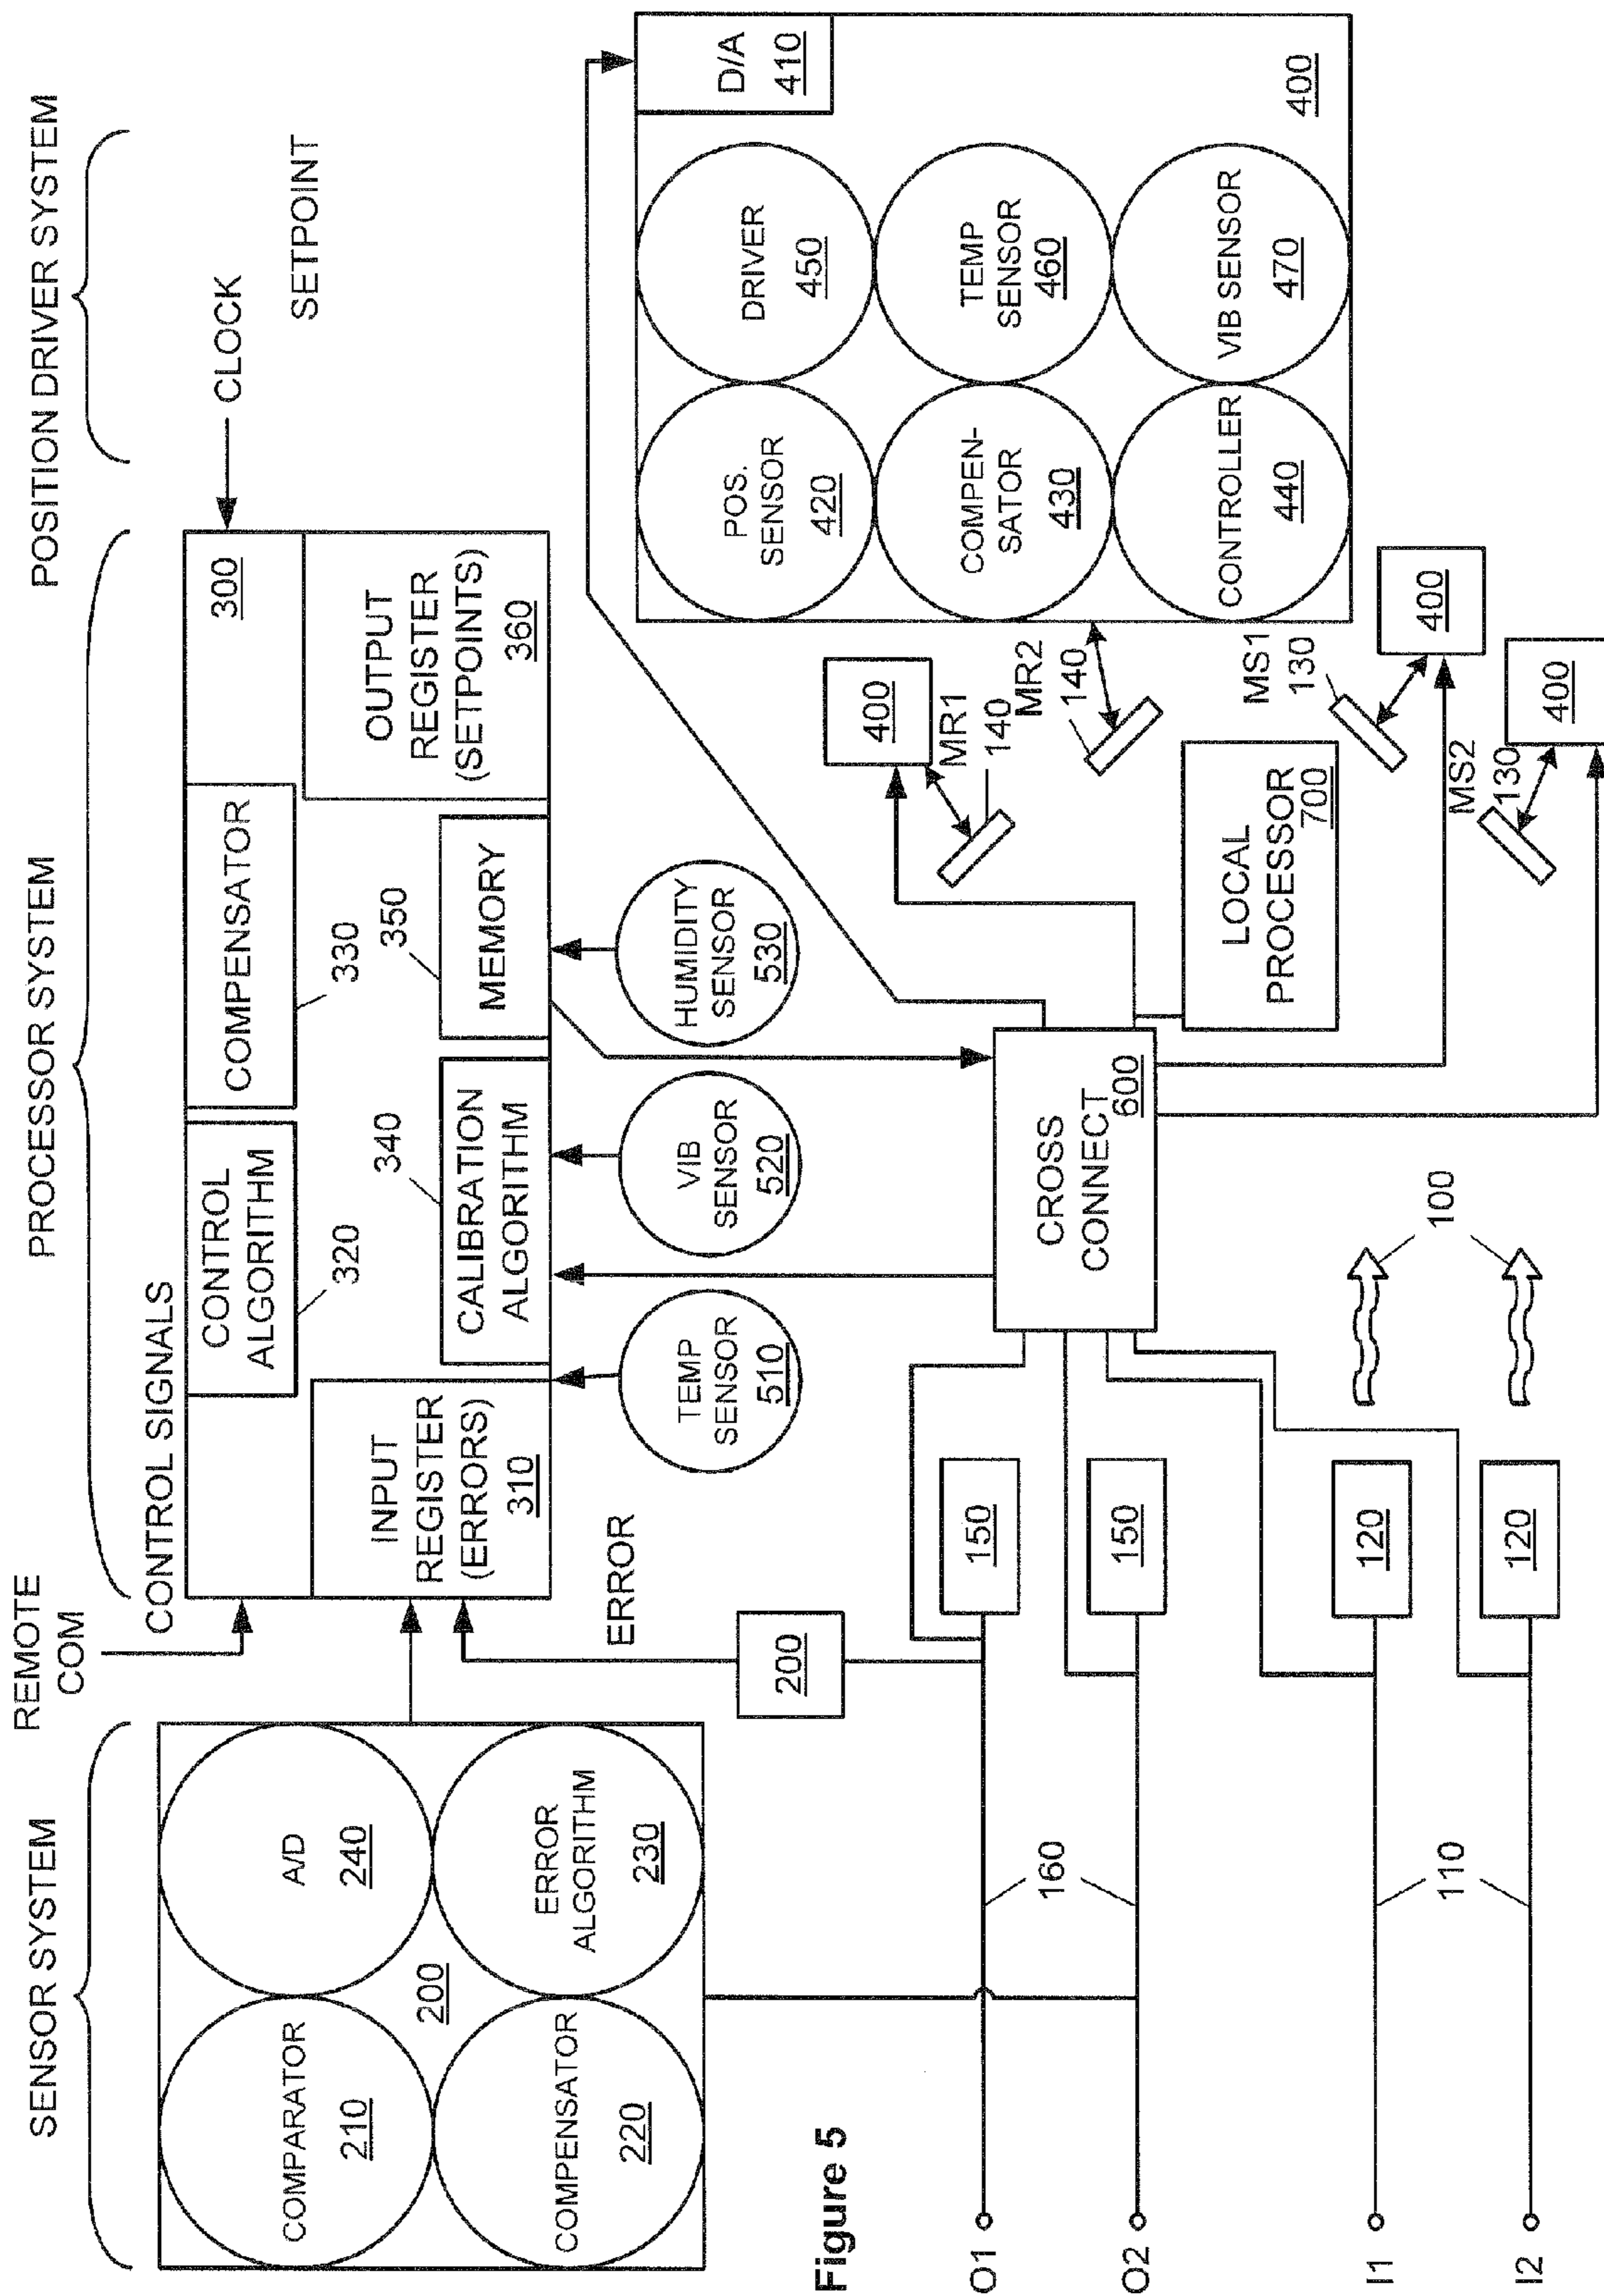 SENSOR SYSTEM
REMOTE
COM
PROCESSOR SYSTEM
POSITION DRIVER SYSTEM
CONTROL SIGNALS
CLOCK
SETPOINT
COMPARATOR
210
A/D
240
200
COMPENSATOR
220
ERROR
ALGORITHM
230
CONTROL
ALGORITHM
320
COMPENSATOR
330
300
INPUT
REGISTER
(ERRORS)
310
340
CALIBRATION
ALGORITHM
350
MEMORY
OUTPUT
REGISTER
(SETPOINTS)
360
ERROR
200
TEMP
SENSOR
510
VIB
SENSOR
520
HUMIDITY
SENSOR
530
D/A
410
POS.
SENSOR
420
DRIVER
450
COMPEN-
SATOR
430
TEMP
SENSOR
460
CONTROLLER
440
VIB SENSOR
470
400
Figure 5
O1
O2
I1
I2
160
110
150
150
120
120
100
CROSS
CONNECT
600
LOCAL
PROCESSOR
700
400
MR1
140
MR2
140
MS1
130
400
MS2
130
400